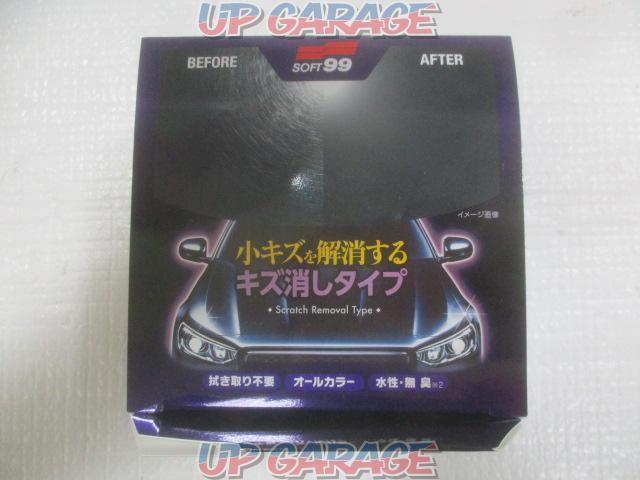 UP GARAGE
BEFORE
SOFT99
AFTER
イメージ画像
小キズを解消する
キズ消しタイプ
Scratch Removal Type
拭き取り不要 オールカラー 水性・無臭※2
UP GARAGE